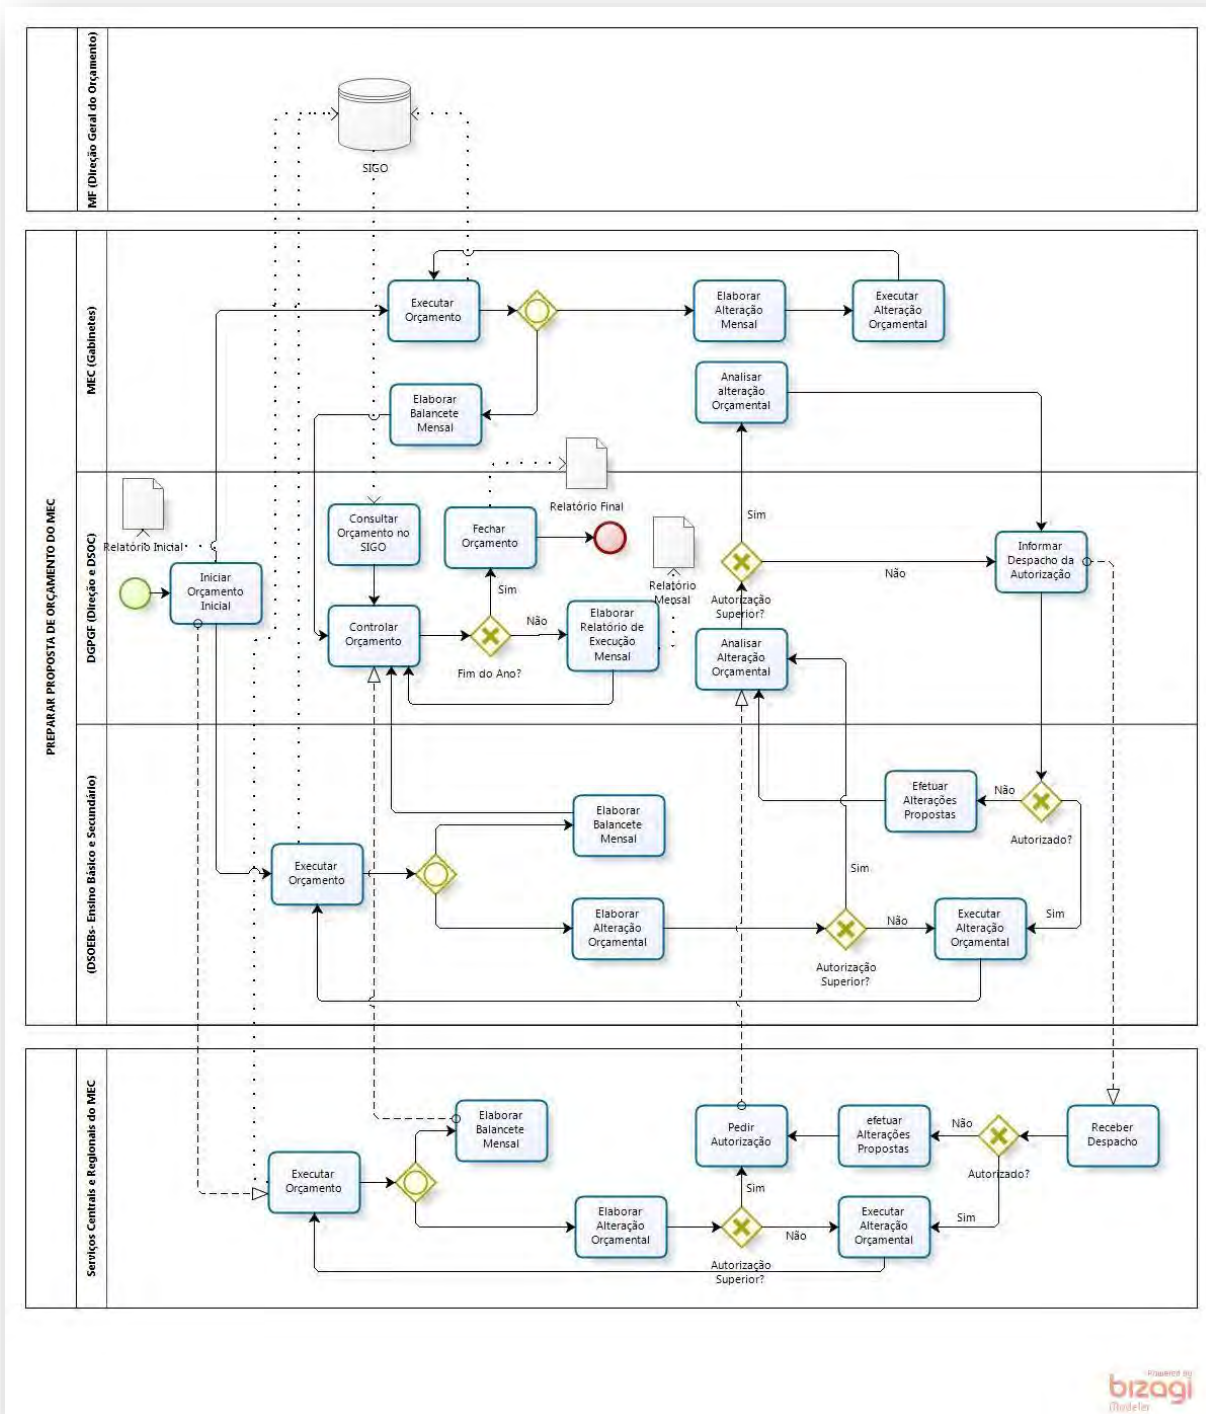 MF (Direção Geral do Orçamento)
SIGO
PREPARAR PROPOSTA DE ORÇAMENTO DO MEC
MEC (Gabinetes)
Executar
Orçamento
Elaborar
Alteração
Mensal
Executar
Alteração
Orçamental
Elaborar
Balancete
Mensal
Analisar
alteração
Orçamental
DGPGF (Direção e DSOC)
Relatório Inicial
Iniciar
Orçamento
Inicial
Consultar
Orçamento no
SIGO
Fechar
Orçamento
Relatório Final
Sim
Controlar
Orçamento
Fim do Ano?
Não
Elaborar
Relatório de
Execução
Mensal
Relatório
Mensal
Sim
Autorização
Superior?
Não
Analisar
Alteração
Orçamental
Informar
Despacho da
Autorização
(DSOEBs- Ensino Básico e Secundário)
Executar
Orçamento
Elaborar
Balancete
Mensal
Elaborar
Alteração
Orçamental
Sim
Autorização
Superior?
Não
Efetuar
Alterações
Propostas
Não
Autorizado?
Sim
Executar
Alteração
Orçamental
Serviços Centrais e Regionais do MEC
Executar
Orçamento
Elaborar
Balancete
Mensal
Elaborar
Alteração
Orçamental
Pedir
Autorização
Sim
Autorização
Superior?
Não
efetuar
Alterações
Propostas
Não
Autorizado?
Sim
Executar
Alteração
Orçamental
Receber
Despacho
Powered by
bizagi
Modeler